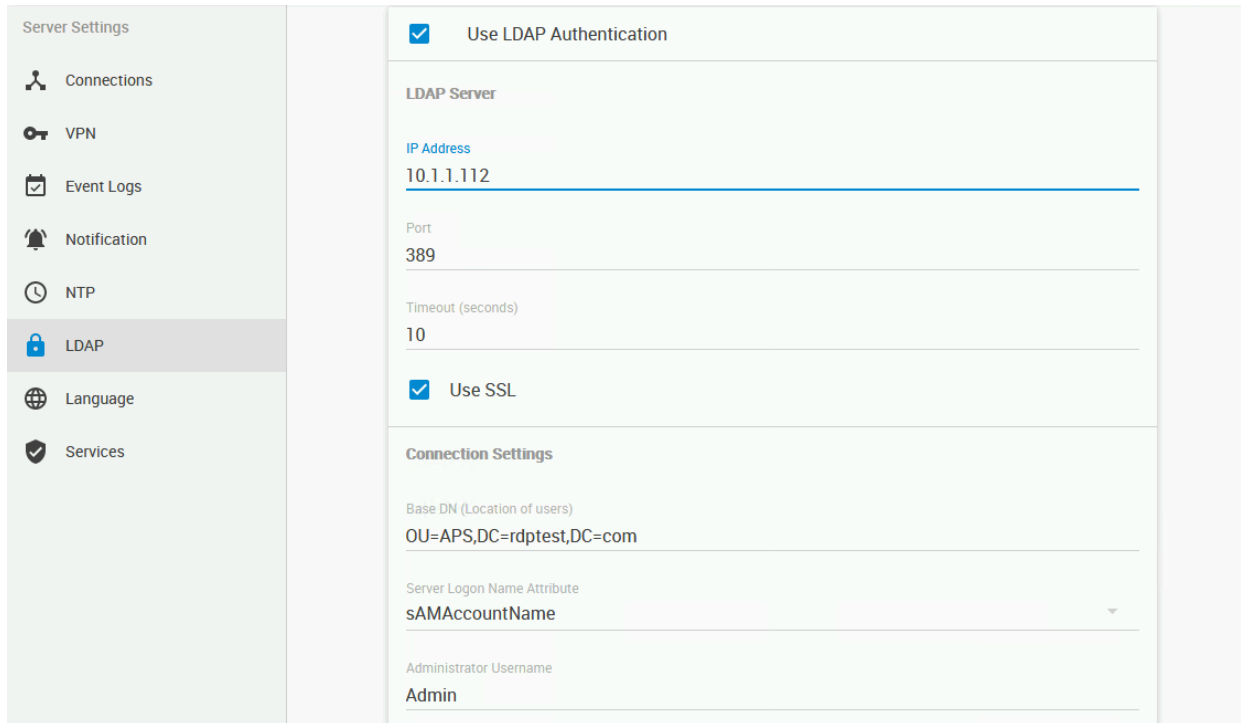 Server Settings
Connections
VPN
Event Logs
Notification
NTP
LDAP
Language
Services
Use LDAP Authentication
LDAP Server
IP Address
10.1.1.112
Port
389
Timeout (seconds)
10
Use SSL
Connection Settings
Base DN (Location of users)
OU=APS,DC=rdptest,DC=com
Server Logon Name Attribute
sAMAccountName
Administrator Username
Admin